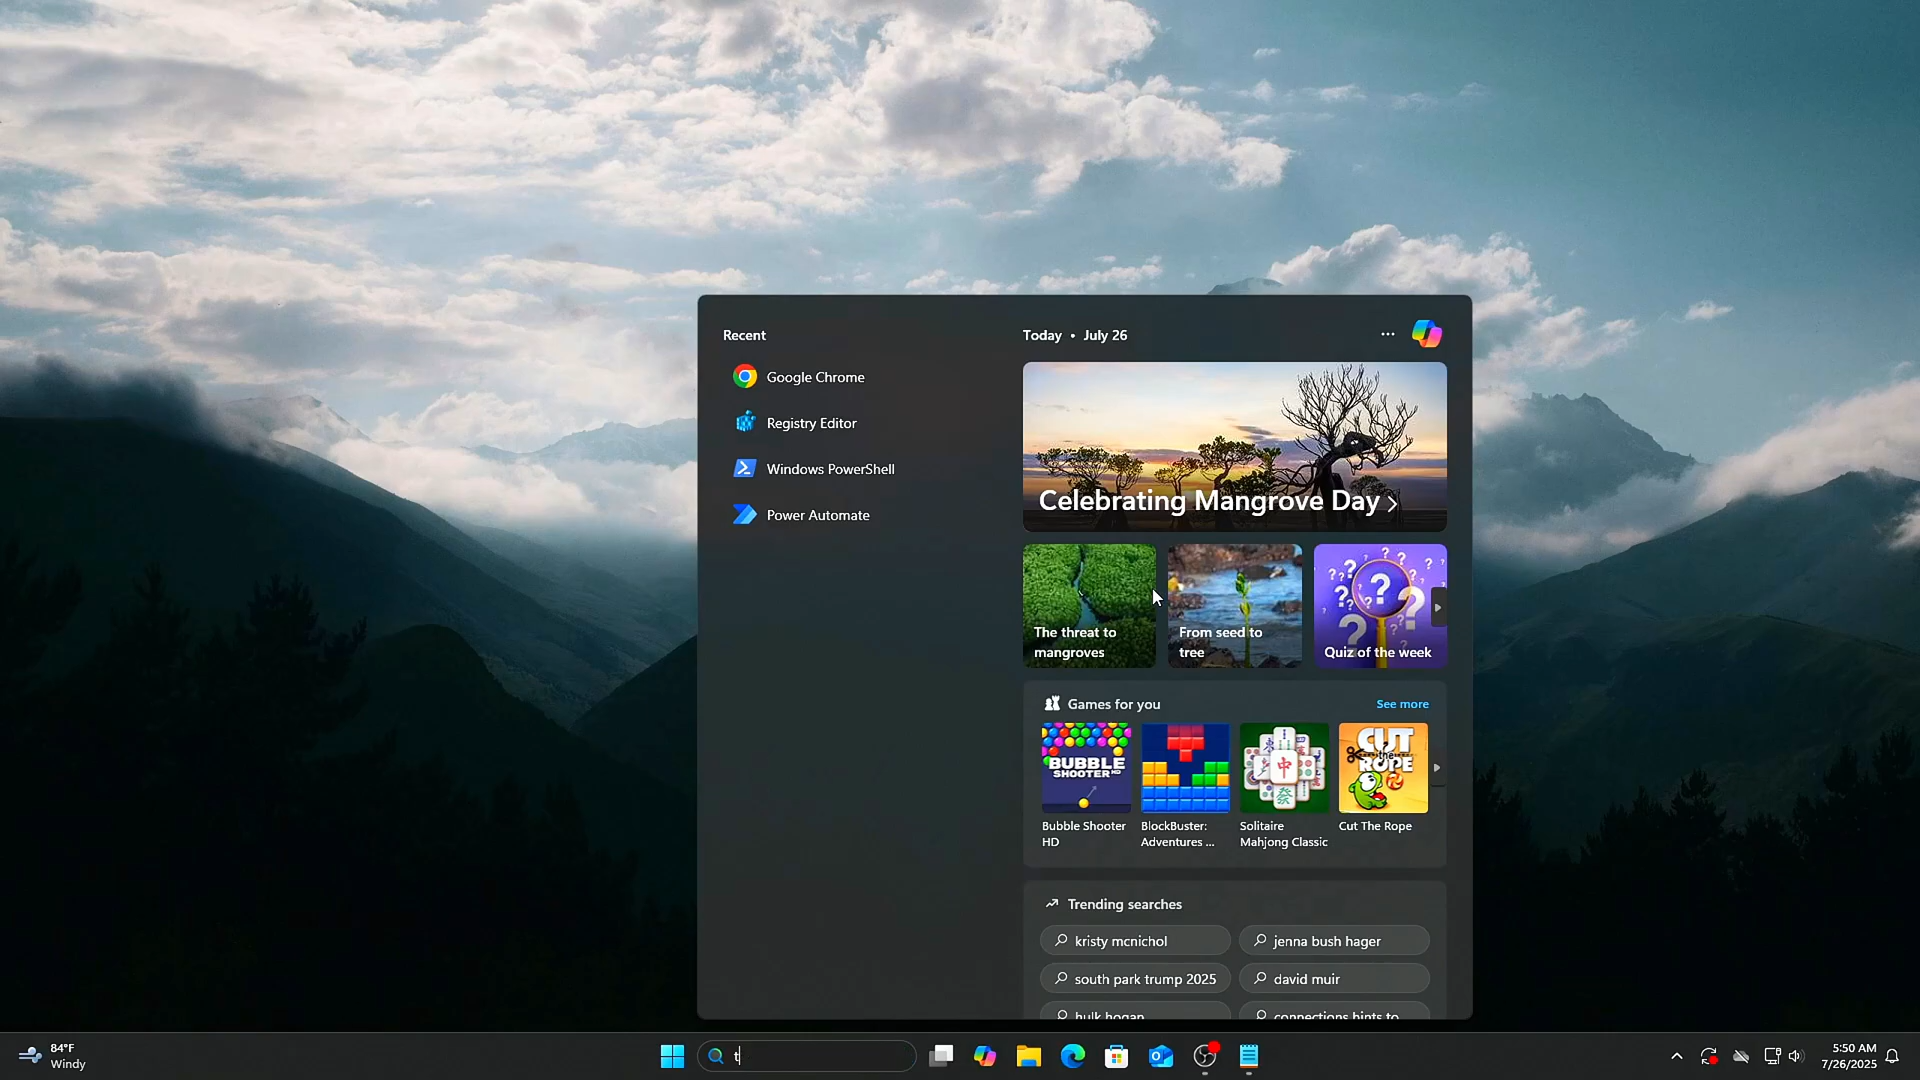 Recent
Google Chrome
Registry Editor
Windows PowerShell
Power Automate
Today • July 26
Celebrating Mangrove Day
The threat to
mangroves
From seed to
tree
Quiz of the week
Games for you
See more
BUBBLE
SHOOTER HD
CUT
the
ROPE
中
Bubble Shooter
HD
BlockBuster:
Adventures ...
Solitaire
Mahjong Classic
Cut The Rope
Trending searches
kristy mcnichol
jenna bush hager
south park trump 2025
david muir
hulk hogan
connections hints to
84°F
Windy
t
5:50 AM
7/26/2025